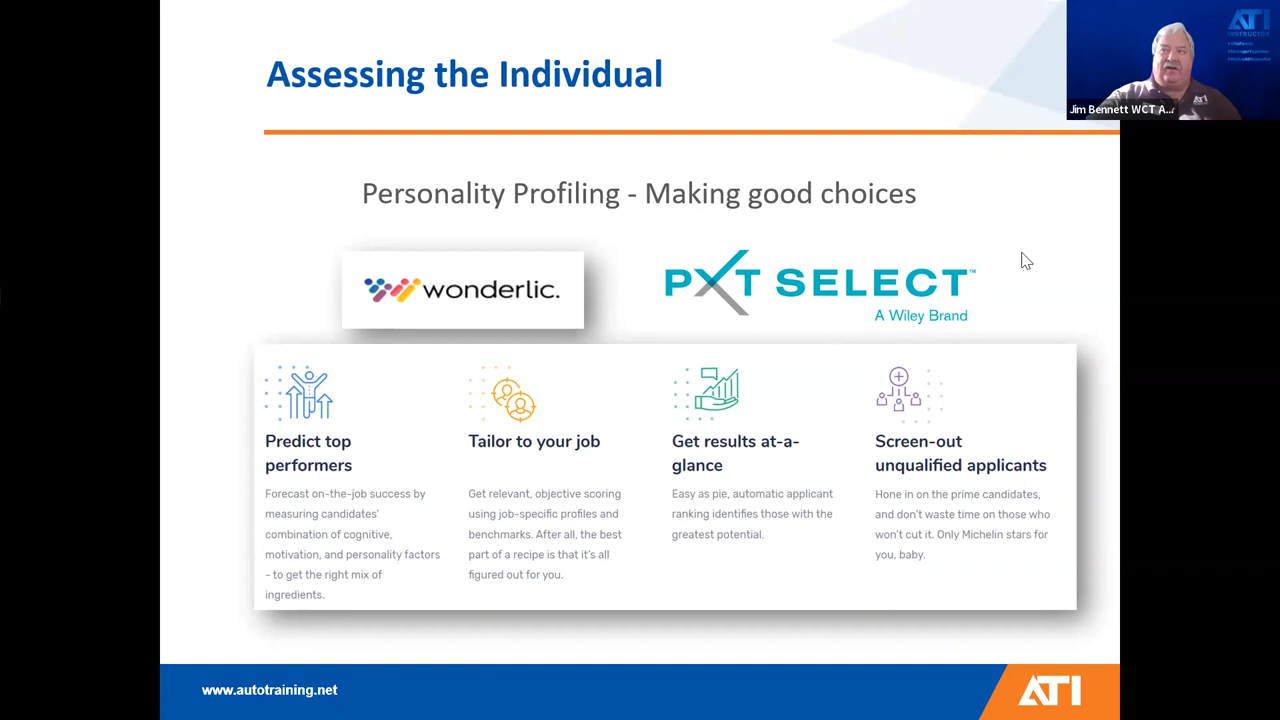 Assessing the Individual
ATI
INSTRUCTOR
Jim Bennett WCT A...
ATI
Personality Profiling - Making good choices
wonderlic.
PXT SELECT™
A Wiley Brand
Predict top
performers
Forecast on-the-job success by
measuring candidates'
combination of cognitive,
motivation, and personality factors
- to get the right mix of
ingredients.
Tailor to your job
Get relevant, objective scoring
using job-specific profiles and
benchmarks. After all, the best
part of a recipe is that it's all
figured out for you.
Get results at-a-
glance
Easy as pie, automatic applicant
ranking identifies those with the
greatest potential.
Screen-out
unqualified applicants
Hone in on the prime candidates,
and don't waste time on those who
won't cut it. Only Michelin stars for
you, baby.
www.autotraining.net
ATI